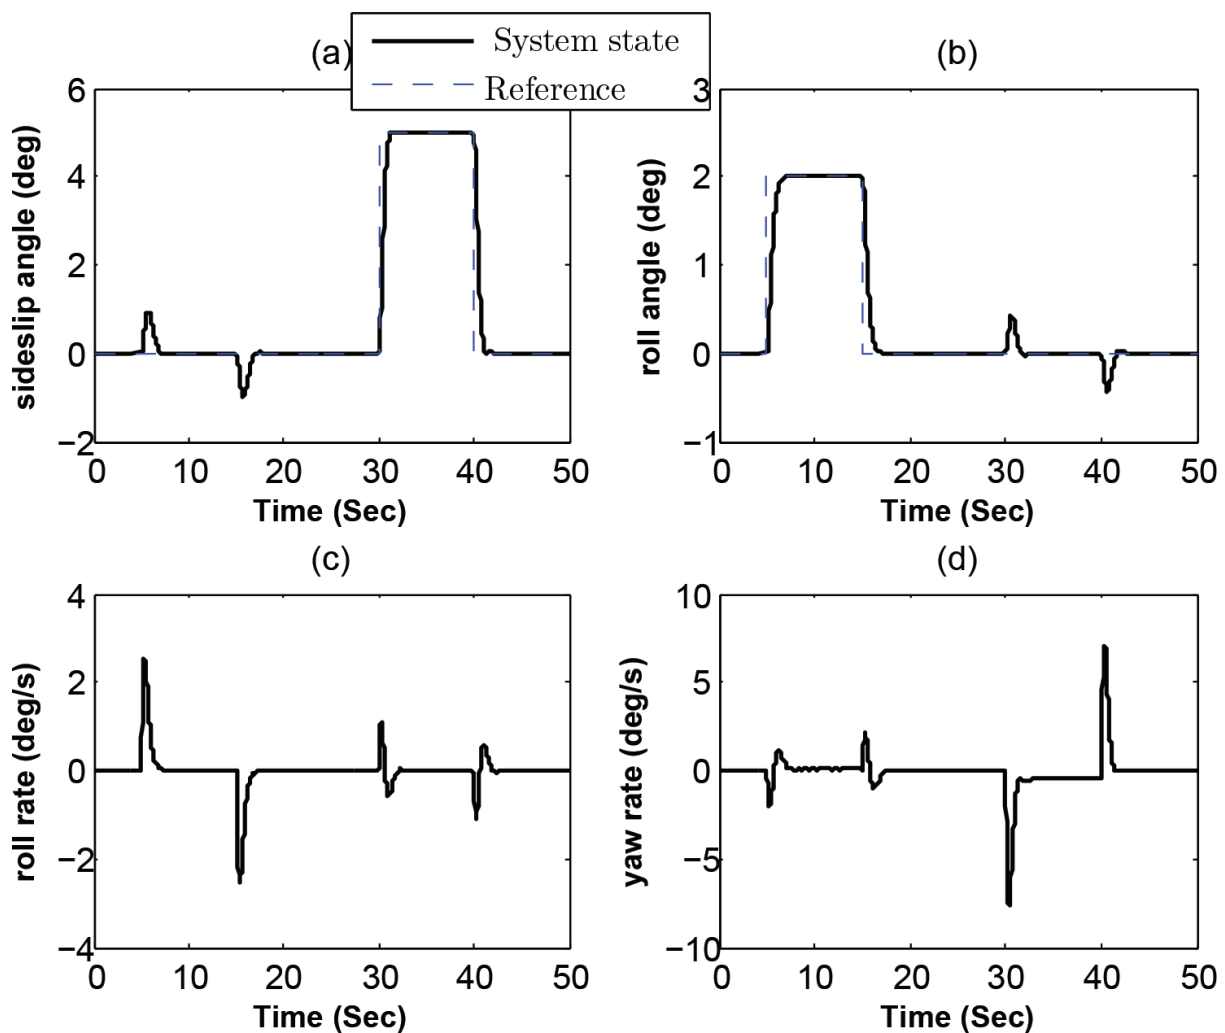 (a)
System state
Reference
(b)
6
4
2
0
−2
sideslip angle (deg)
0 10 20 30 40 50
Time (Sec)
3
2
1
0
−1
roll angle (deg)
0 10 20 30 40 50
Time (Sec)
(c)
4
2
0
−2
−4
roll rate (deg/s)
0 10 20 30 40 50
Time (Sec)
(d)
10
5
0
−5
−10
yaw rate (deg/s)
0 10 20 30 40 50
Time (Sec)